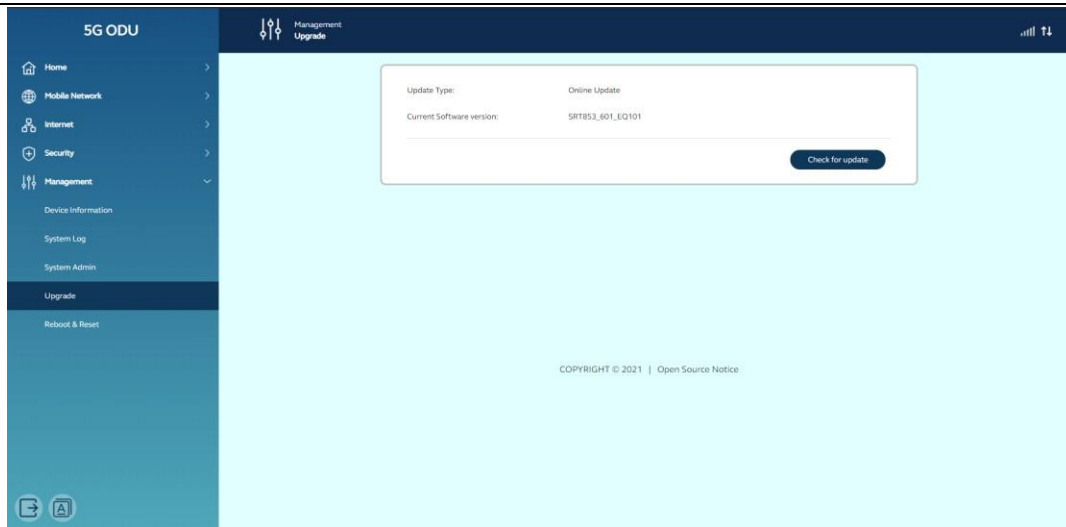 5G ODU
Management
Upgrade
Home
Mobile Network
Internet
Security
Management
Device Information
System Log
System Admin
Upgrade
Reboot & Reset
Update Type: Online Update
Current Software version: SRT853_601_EQ101
Check for update
COPYRIGHT © 2021 | Open Source Notice
A